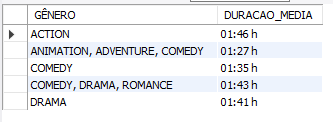 GÊNERO DURACAO_MEDIA
ACTION 01:46 h
ANIMATION, ADVENTURE, COMEDY 01:27 h
COMEDY 01:35 h
COMEDY, DRAMA, ROMANCE 01:43 h
DRAMA 01:41 h